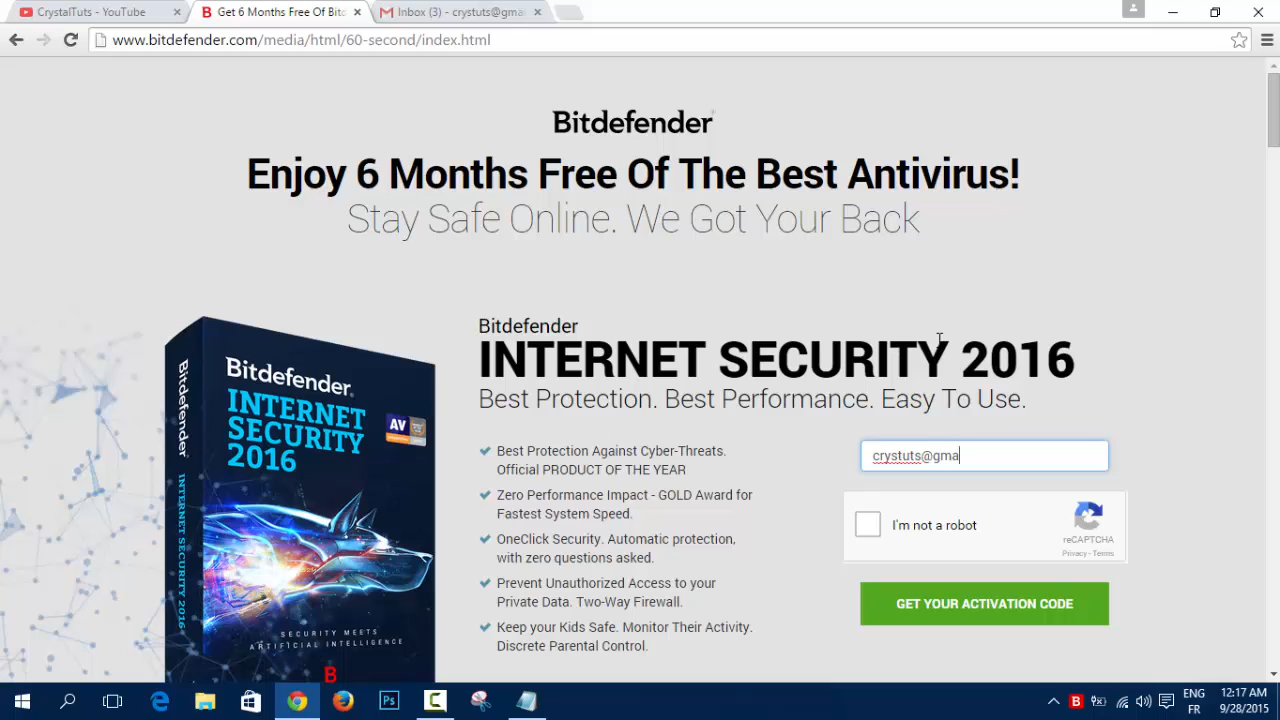 CrystalTuts - YouTube
Get 6 Months Free Of Bitd
Inbox (3) - crystuts@gma
www.bitdefender.com/media/html/60-second/index.html
Bitdefender
Enjoy 6 Months Free Of The Best Antivirus!
Stay Safe Online. We Got Your Back
Bitdefender
INTERNET SECURITY 2016
Best Protection. Best Performance. Easy To Use.
Best Protection Against Cyber-Threats.
Official PRODUCT OF THE YEAR
Zero Performance Impact - GOLD Award for
Fastest System Speed.
OneClick Security. Automatic protection,
with zero questions asked.
Prevent Unauthorized Access to your
Private Data. Two-Way Firewall.
Keep your Kids Safe. Monitor Their Activity.
Discrete Parental Control.
crystuts@gma
I'm not a robot
reCAPTCHA
Privacy - Terms
GET YOUR ACTIVATION CODE
Bitdefender
INTERNET SECURITY 2016
Bitdefender
INTERNET
SECURITY
2016
AV
SECURITY MEETS
ARTIFICIAL INTELLIGENCE
B
Ps
ENG
FR
12:17 AM
9/28/2015